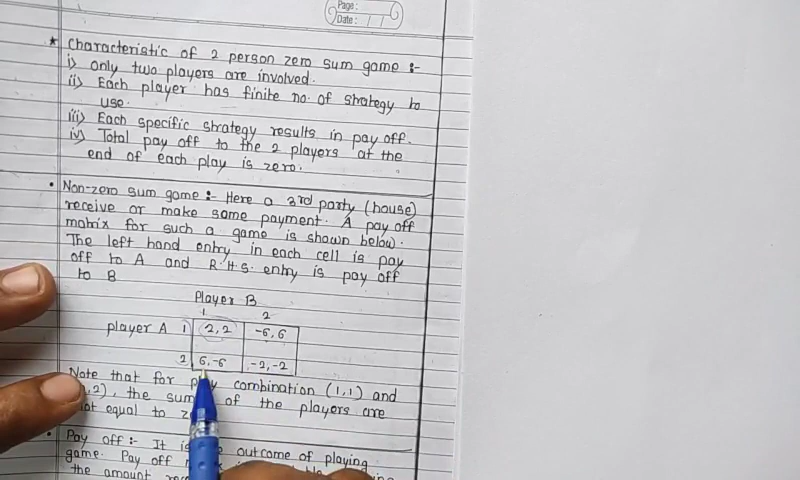 Page:
Date: / /
* Characteristic of 2 person zero sum game :-
i) only two players are involved.
ii) Each player has finite no. of strategy to
use.
iii) Each specific strategy results in pay off.
iv) Total pay off to the 2 players at the
end of each play is zero.
• Non-zero sum game :- Here a 3rd party (house)
receive or make some payment. A pay off
matrix for such a game is shown below.
The left hand entry in each cell is pay
off to A and R.H.S. entry is pay off
to B
Player B
1 2
player A 1 2,2 -6,6
2 6,-6 -2,-2
Note that for play combination (1,1) and
,2), the sum of the players are
not equal to
• Pay off :- It is outcome of playing
game. Pay off
the amount